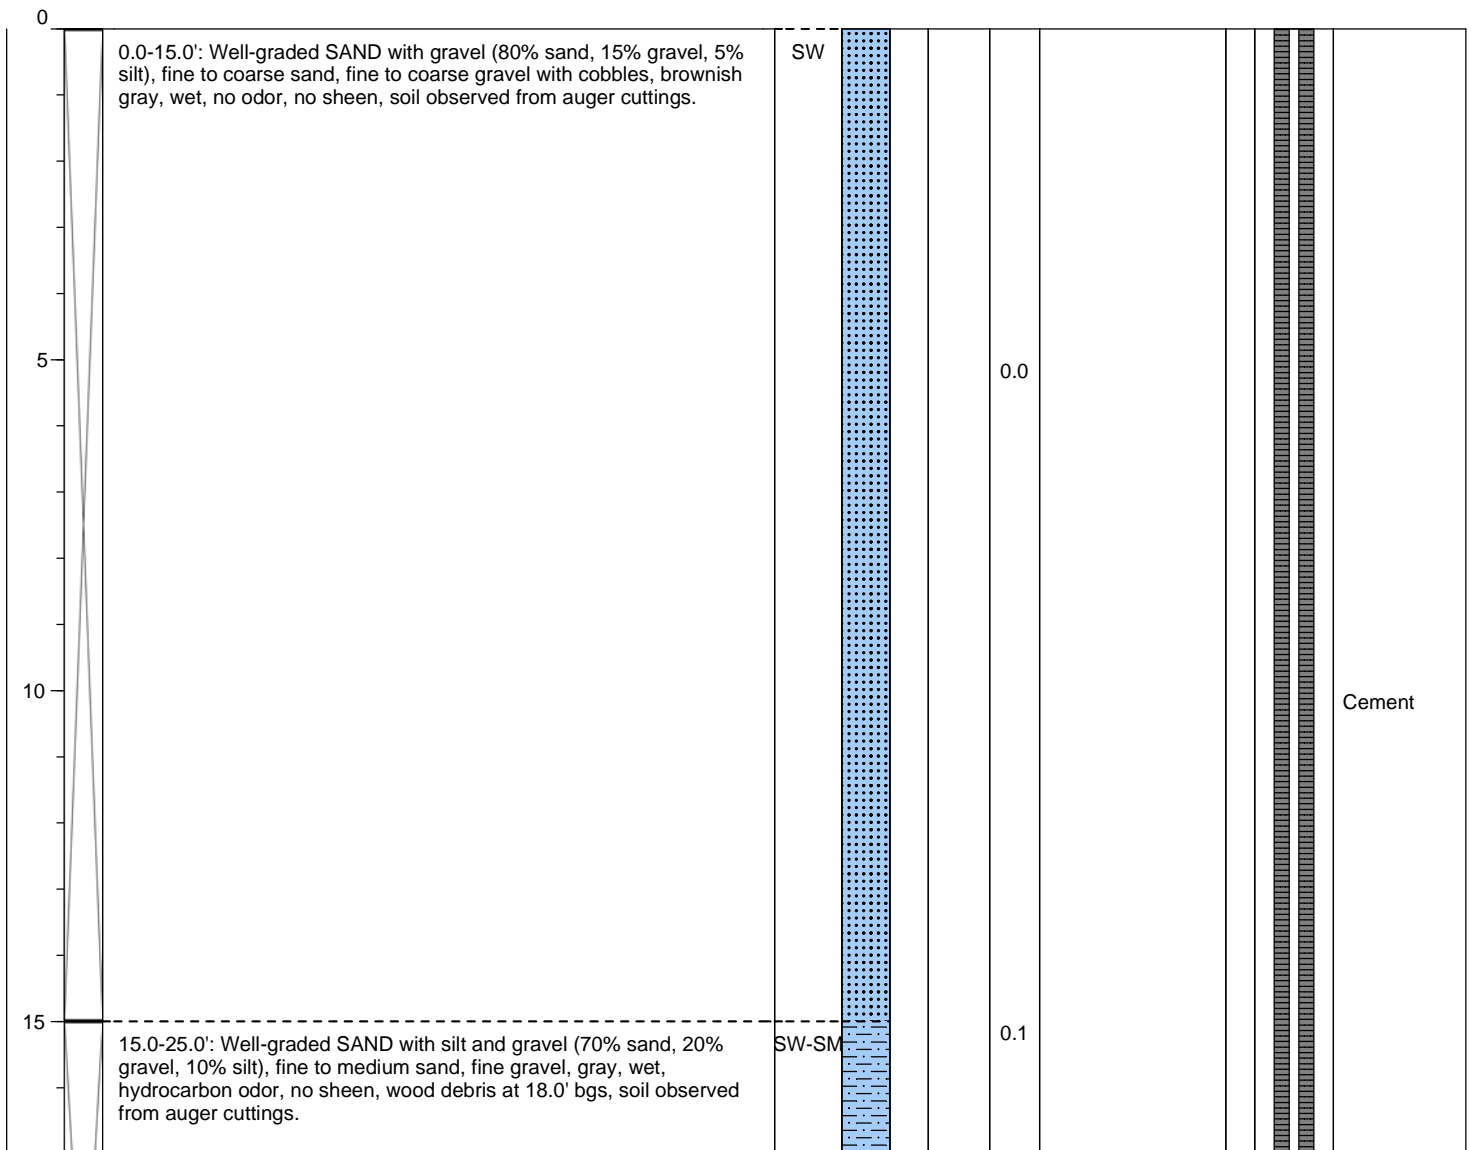 0
0.0-15.0': Well-graded SAND with gravel (80% sand, 15% gravel, 5%
silt), fine to coarse sand, fine to coarse gravel with cobbles, brownish
gray, wet, no odor, no sheen, soil observed from auger cuttings.
SW
5
0.0
10
Cement
15
15.0-25.0': Well-graded SAND with silt and gravel (70% sand, 20%
gravel, 10% silt), fine to medium sand, fine gravel, gray, wet,
hydrocarbon odor, no sheen, wood debris at 18.0' bgs, soil observed
from auger cuttings.
SW-SM
0.1